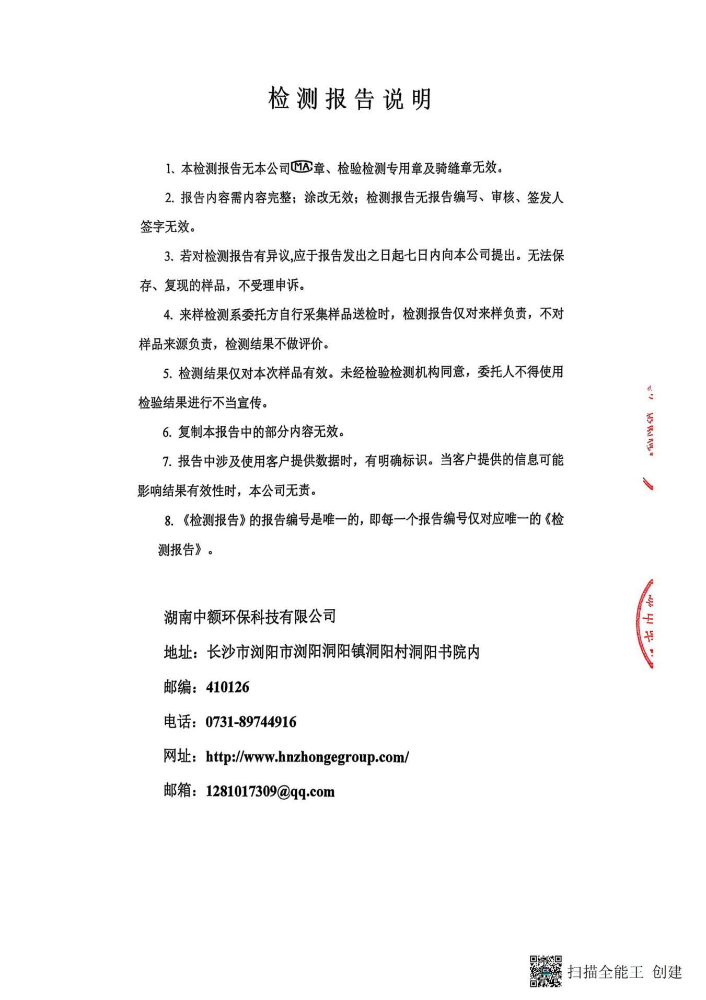 检测报告说明
1、本检测报告无本公司MA章、检验检测专用章及骑缝章无效。
2. 报告内容需内容完整；涂改无效；检测报告无报告编写、审核、签发人
签字无效。
3. 若对检测报告有异议,应于报告发出之日起七日内向本公司提出。无法保
存、复现的样品，不受理申诉。
4. 来样检测系委托方自行采集样品送检时，检测报告仅对来样负责，不对
样品来源负责，检测结果不做评价。
5. 检测结果仅对本次样品有效。未经检验检测机构同意，委托人不得使用
检验结果进行不当宣传。
6. 复制本报告中的部分内容无效。
7. 报告中涉及使用客户提供数据时，有明确标识。当客户提供的信息可能
影响结果有效性时，本公司无责。
8. 《检测报告》的报告编号是唯一的，即每一个报告编号仅对应唯一的《检
测报告》。
湖南中额环保科技有限公司
地址：长沙市浏阳市浏阳洞阳镇洞阳村洞阳书院内
邮编：410126
电话：0731-89744916
网址：http://www.hnzhongegroup.com/
邮箱：1281017309@qq.com
扫描全能王 创建